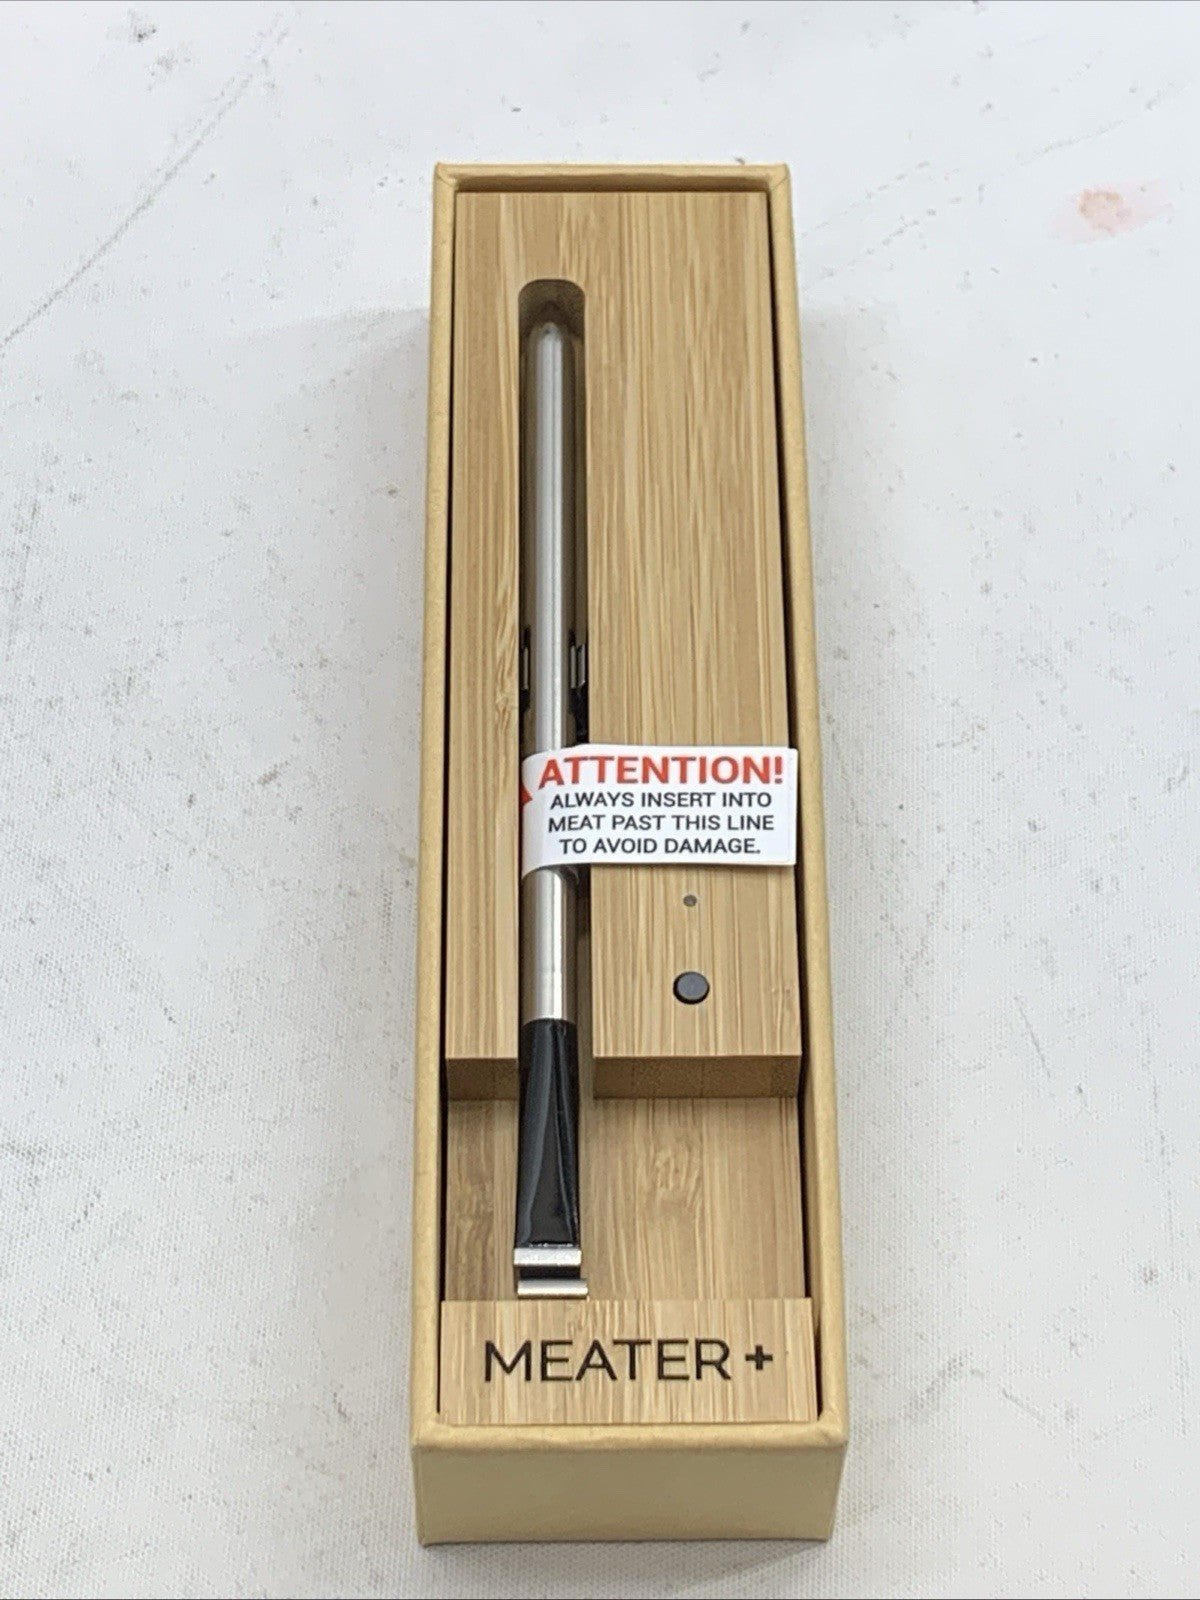 ATTENTION!
ALWAYS INSERT INTO
MEAT PAST THIS LINE
TO AVOID DAMAGE.
MEATER +